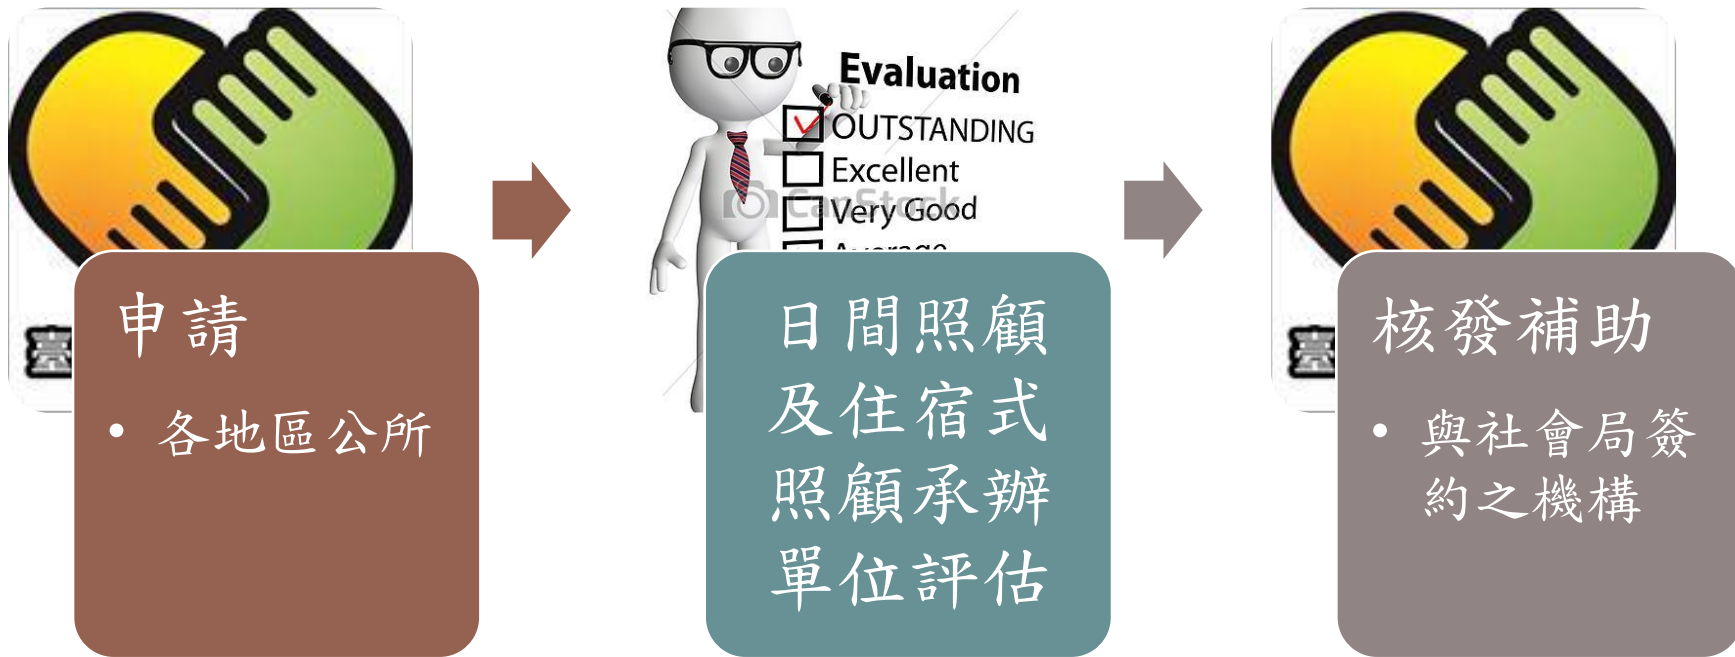 Evaluation
OUTSTANDING
Excellent
Very Good
Average
CanStock
申請
• 各地區公所
日間照顧
及住宿式
照顧承辦
單位評估
核發補助
• 與社會局簽
約之機構